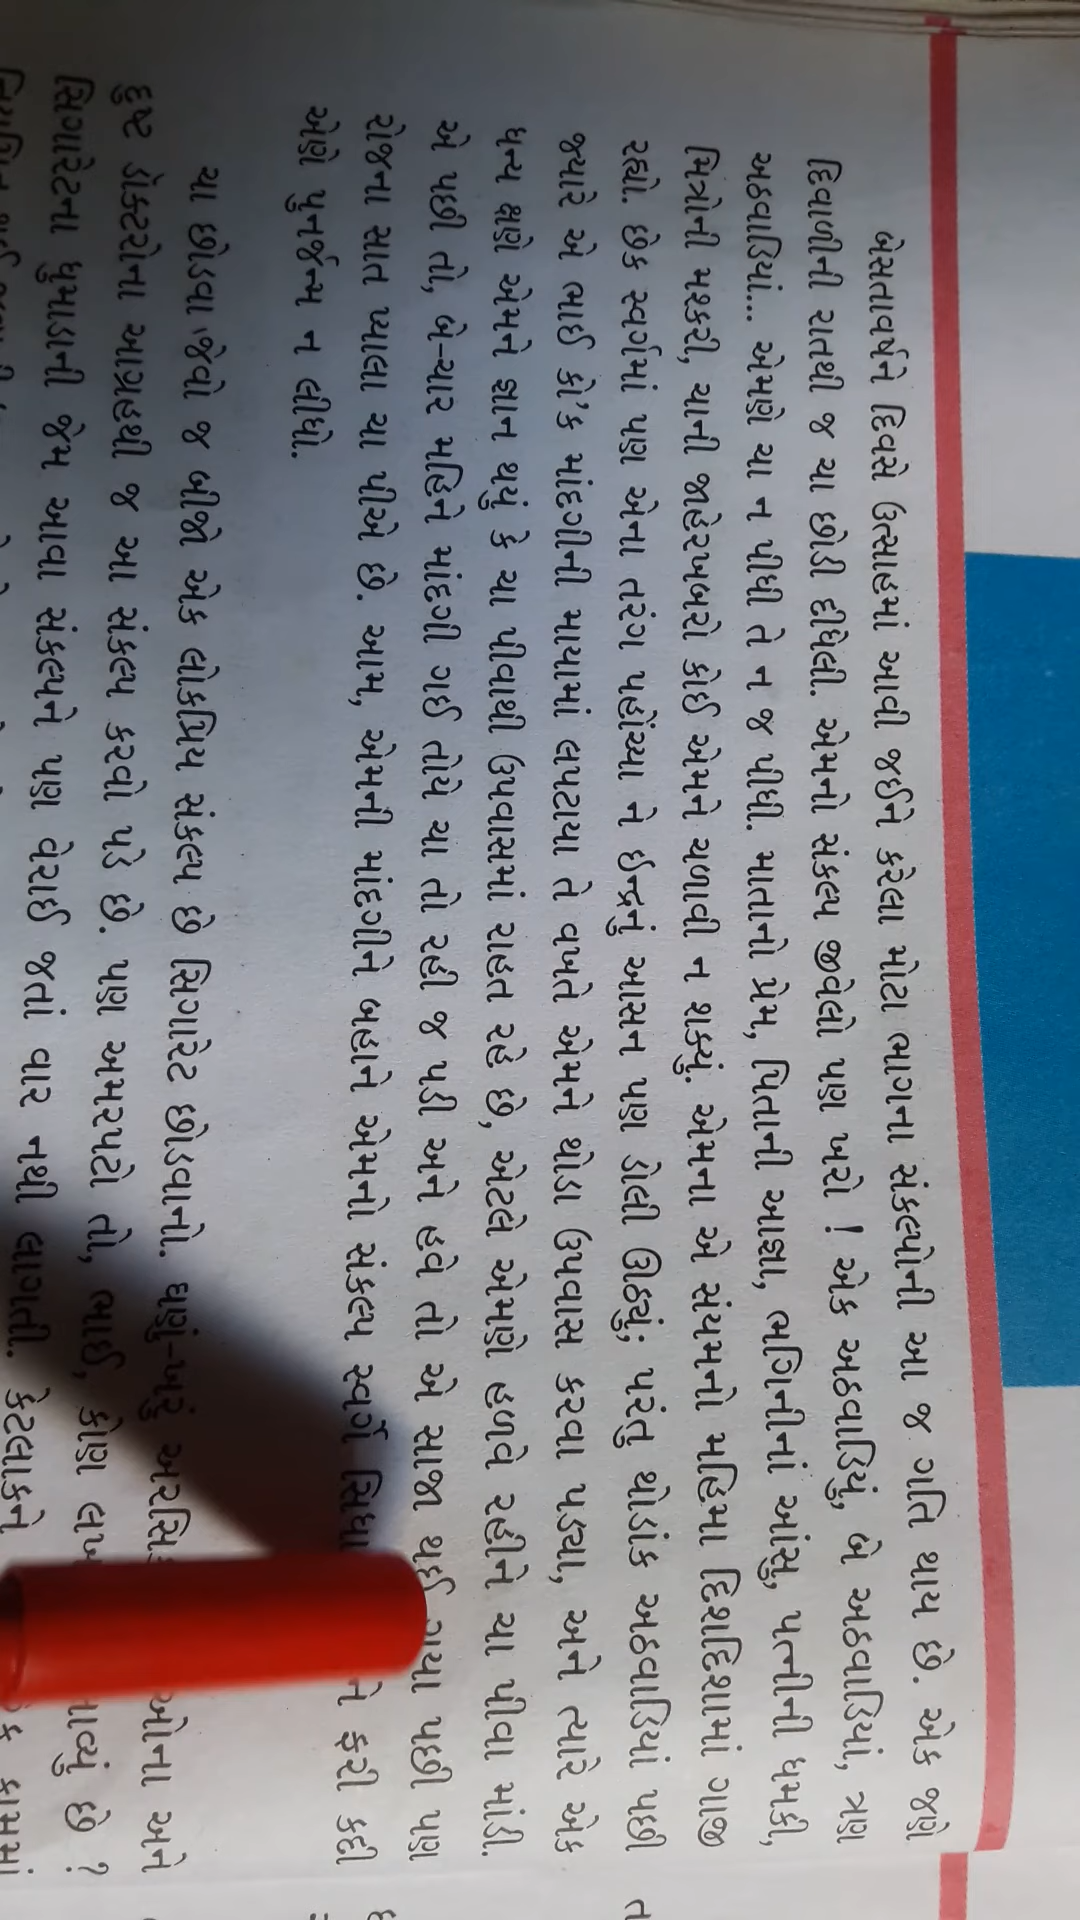 બેસતાવર્ષને દિવસે ઉત્સાહમાં આવી જઈને કરેલા મોટા ભાગના સંકલ્પોની આ જ ગતિ થાય છે. એક જણે
દિવાળીની રાતથી જ ચા છોડી દીધેલી. એમનો સંકલ્પ જીવેલો પણ ખરો ! એક અઠવાડિયું, બે અઠવાડિયાં, ત્રણ
અઠવાડિયાં... એમણે ચા ન પીધી તે ન જ પીધી. માતાનો પ્રેમ, પિતાની આજ્ઞા, ભગિનીનાં આંસુ, પત્નીની ધમકી,
મિત્રોની મશ્કરી, ચાની જાહેરખબરો કોઈ એમને ચળાવી ન શક્યું. એમના એ સંયમનો મહિમા દિશદિશામાં ગાજી
રહ્યો. છેક સ્વર્ગમાં પણ એના તરંગ પહોંચ્યા ને ઈન્દ્રનું આસન પણ ડોલી ઊઠ્યું; પરંતુ થોડાંક અઠવાડિયાં પછી
જ્યારે એ ભાઈ કો'ક માંદગીની માયામાં લપટાયા તે વખતે એમને થોડા ઉપવાસ કરવા પડ્યા, અને ત્યારે એક
ધન્ય ક્ષણે એમને જ્ઞાન થયું કે ચા પીવાથી ઉપવાસમાં રાહત રહે છે, એટલે એમણે હળવે રહીને ચા પીવા માંડી.
એ પછી તો, બે-ચાર મહિને માંદગી ગઈ તોયે ચા તો રહી જ પડી અને હવે તો એ સાજા થઈ ગયા પછી પણ
રોજના સાત પ્યાલા ચા પીએ છે. આમ, એમની માંદગીને બહાને એમનો સંકલ્પ સ્વર્ગે ને ફરી કદી
એણે પુનર્જન્મ ન લીધો.
ચા છોડવા જેવો જ બીજો એક લોકપ્રિય સંકલ્પ છે સિગારેટ છોડવાનો. ઘણું-ખરું અને
દુષ્ટ ડૉક્ટરોના આગ્રહથી જ આ સંકલ્પ કરવો પડે છે. પણ અમરપટો તો, ભાઈ, કોણ છે ?
સિગારેટના ધુમાડાની જેમ આવા સંકલ્પને પણ વેરાઈ જતાં વાર નથી લાગતી. કેટલાકને કામમાં